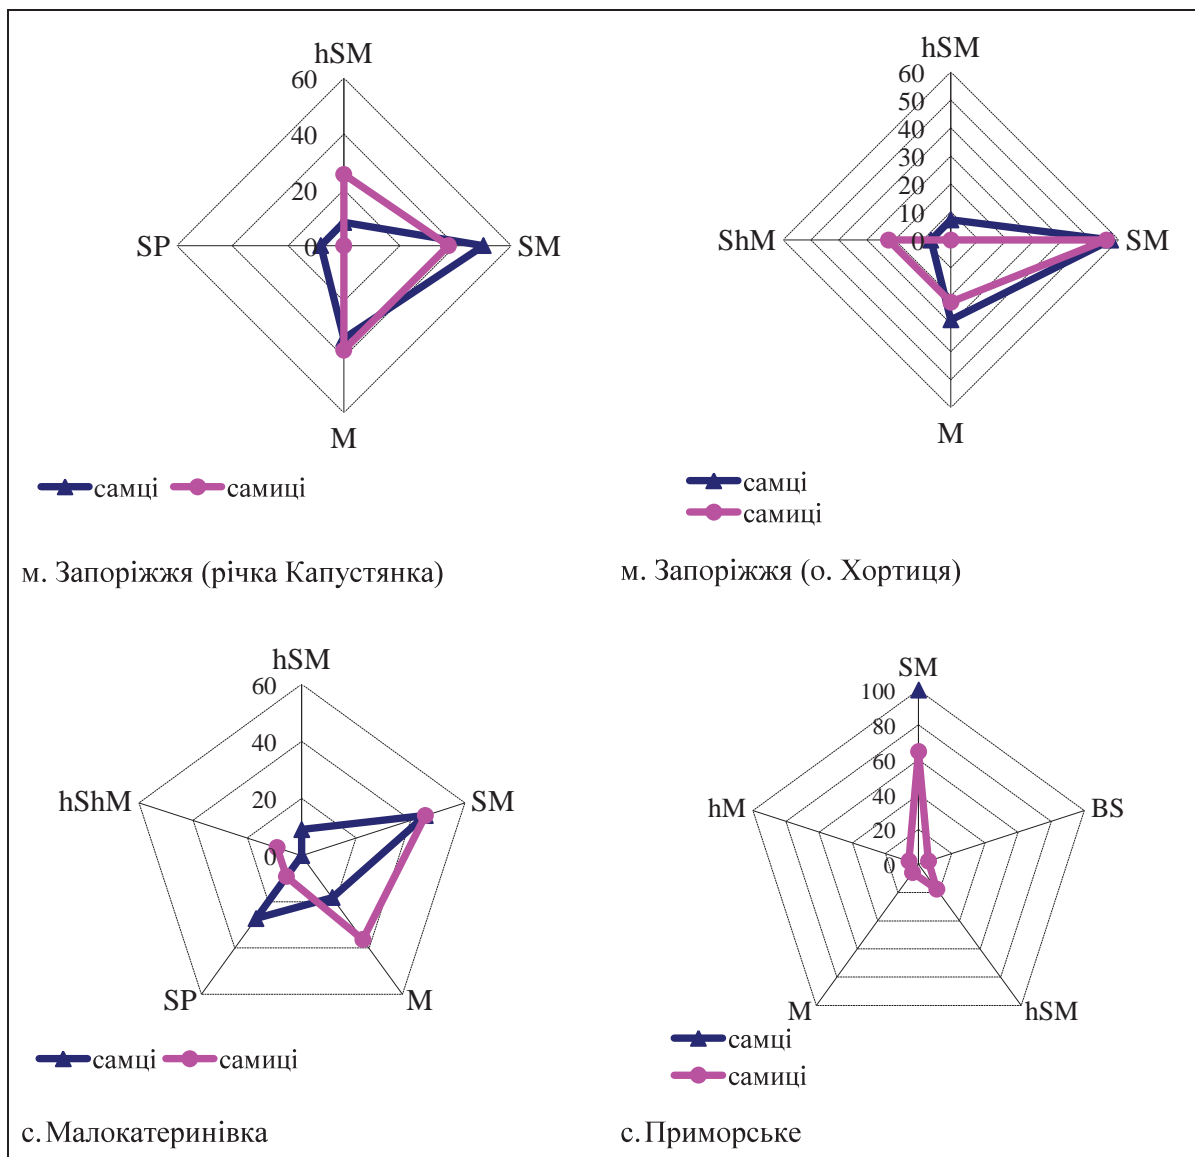 hSM
60
40
20
0
SP
SM
M
самці самиці
м. Запоріжжя (річка Капустянка)
hSM
60
50
40
30
20
10
0
ShM
SM
M
самці
самиці
м. Запоріжжя (о. Хортиця)
hSM
60
40
20
0
hShM
SM
SP
M
самці самиці
с. Малокатеринівка
SM
100
80
60
40
20
0
hM
BS
M
hSM
самці
самиці
с. Приморське